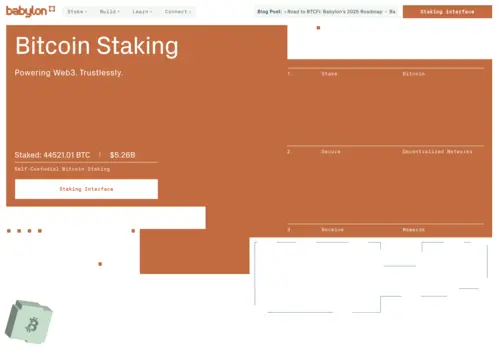 babylon
Stake Build Learn Connect
Blog Post: «Road to BTCFi: Babylon's 2025 Roadmap
Staking interface
Bitcoin Staking
Powering Web3. Trustlessly.
1. Stake Bitcoin
2. Secure Decentralized Networks
Staked: 44521.01 BTC | $5.26B
Self-Custodial Bitcoin Staking
Staking Interface
3. Receive Rewards